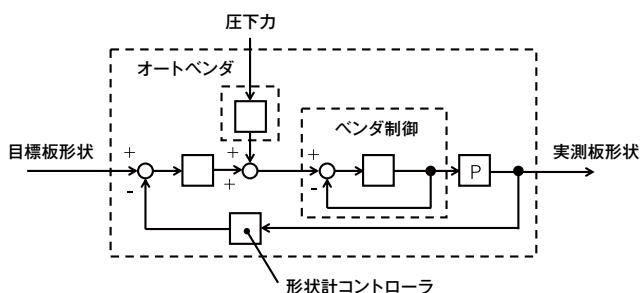 圧下力
オートベンダ
ベンダ制御
目標板形状
+
-
+
+
+
-
P
実測板形状
形状計コントローラ